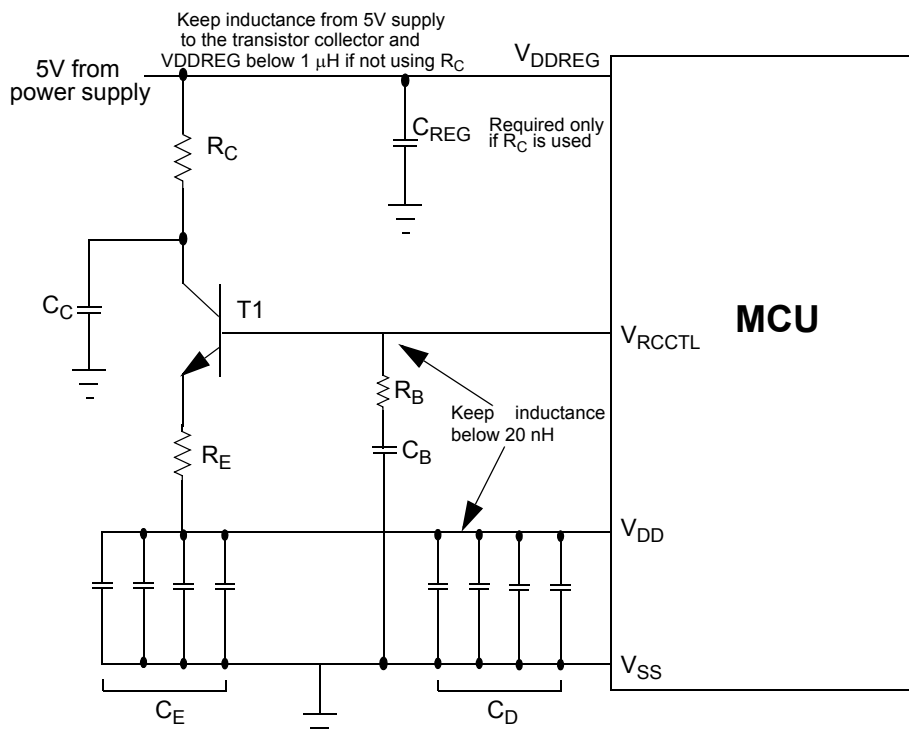 Keep inductance from 5V supply
to the transistor collector and
VDDREG below 1 μH if not using RC
5V from
power supply
VDDREG
RC
CREG
Required only
if RC is used
CC
T1
MCU
VRCCTL
RB
Keep inductance
below 20 nH
CB
RE
VDD
VSS
CE
CD